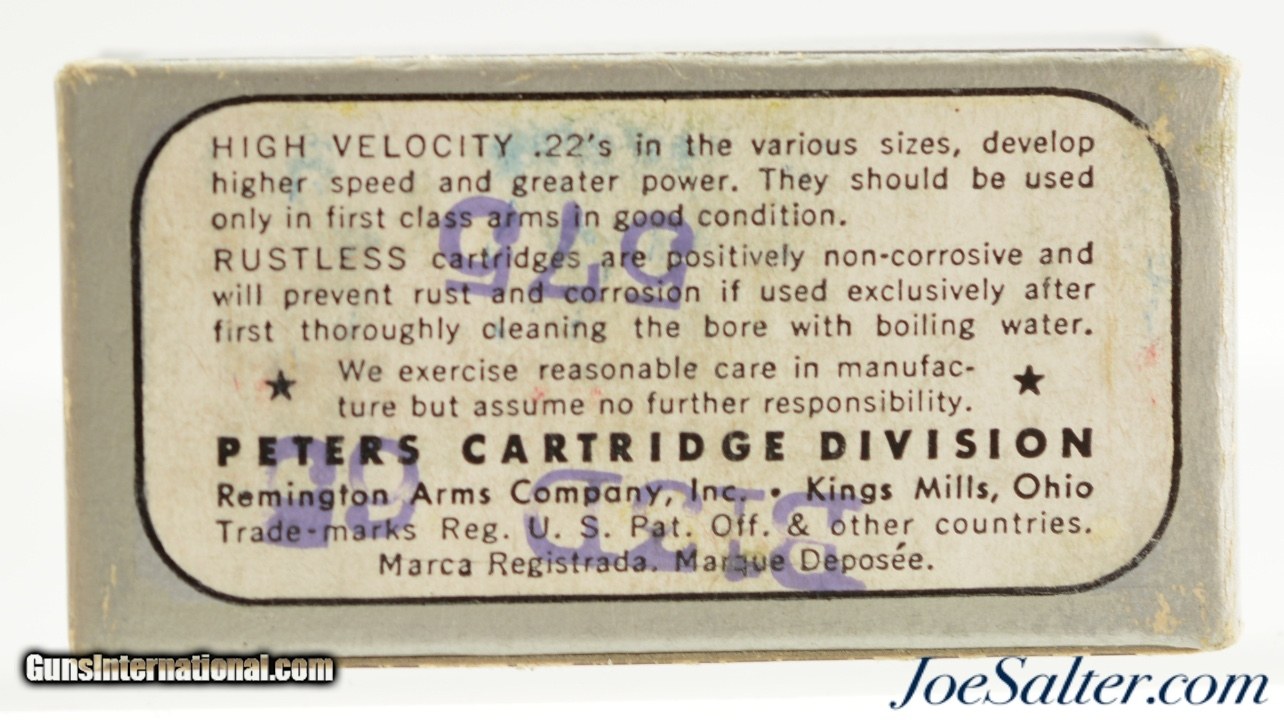 HIGH VELOCITY .22's in the various sizes, develop
higher speed and greater power. They should be used
only in first class arms in good condition.
RUSTLESS cartridges are positively non-corrosive and
will prevent rust and corrosion if used exclusively after
first thoroughly cleaning the bore with boiling water.
We exercise reasonable care in manufac-
ture but assume no further responsibility.
PETERS CARTRIDGE DIVISION
Remington Arms Company, Inc. • Kings Mills, Ohio
Trade-marks Reg. U. S. Pat. Off. & other countries.
Marca Registrada. Marque Deposée.
GunsInternational.com
JoeSalter.com